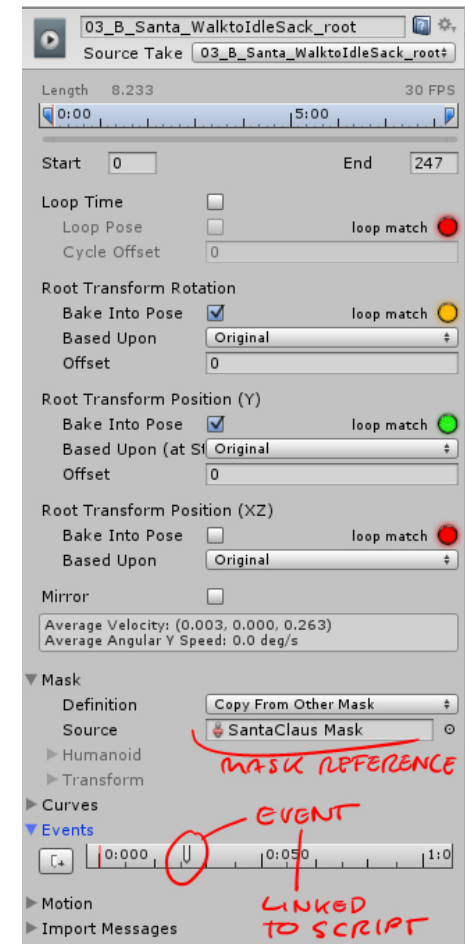 03_B_Santa_WalktoIdleSack_root
Source Take 03_B_Santa_WalktoIdleSack_root
Length 8.233 30 FPS
0:00 5:00
Start 0 End 247
Loop Time
Loop Pose loop match
Cycle Offset 0
Root Transform Rotation
Bake Into Pose loop match
Based Upon Original
Offset 0
Root Transform Position (Y)
Bake Into Pose loop match
Based Upon (at St Original
Offset 0
Root Transform Position (XZ)
Bake Into Pose loop match
Based Upon Original
Mirror
Average Velocity: (0.003, 0.000, 0.263)
Average Angular Y Speed: 0.0 deg/s
Mask
Definition Copy From Other Mask
Source SantaClaus Mask
Humanoid
MASK REFERENCE
Transform
Curves
EVENT
Events
0:000 0:050 1:0
Motion
LINKED
Import Messages
TO SCRIPT